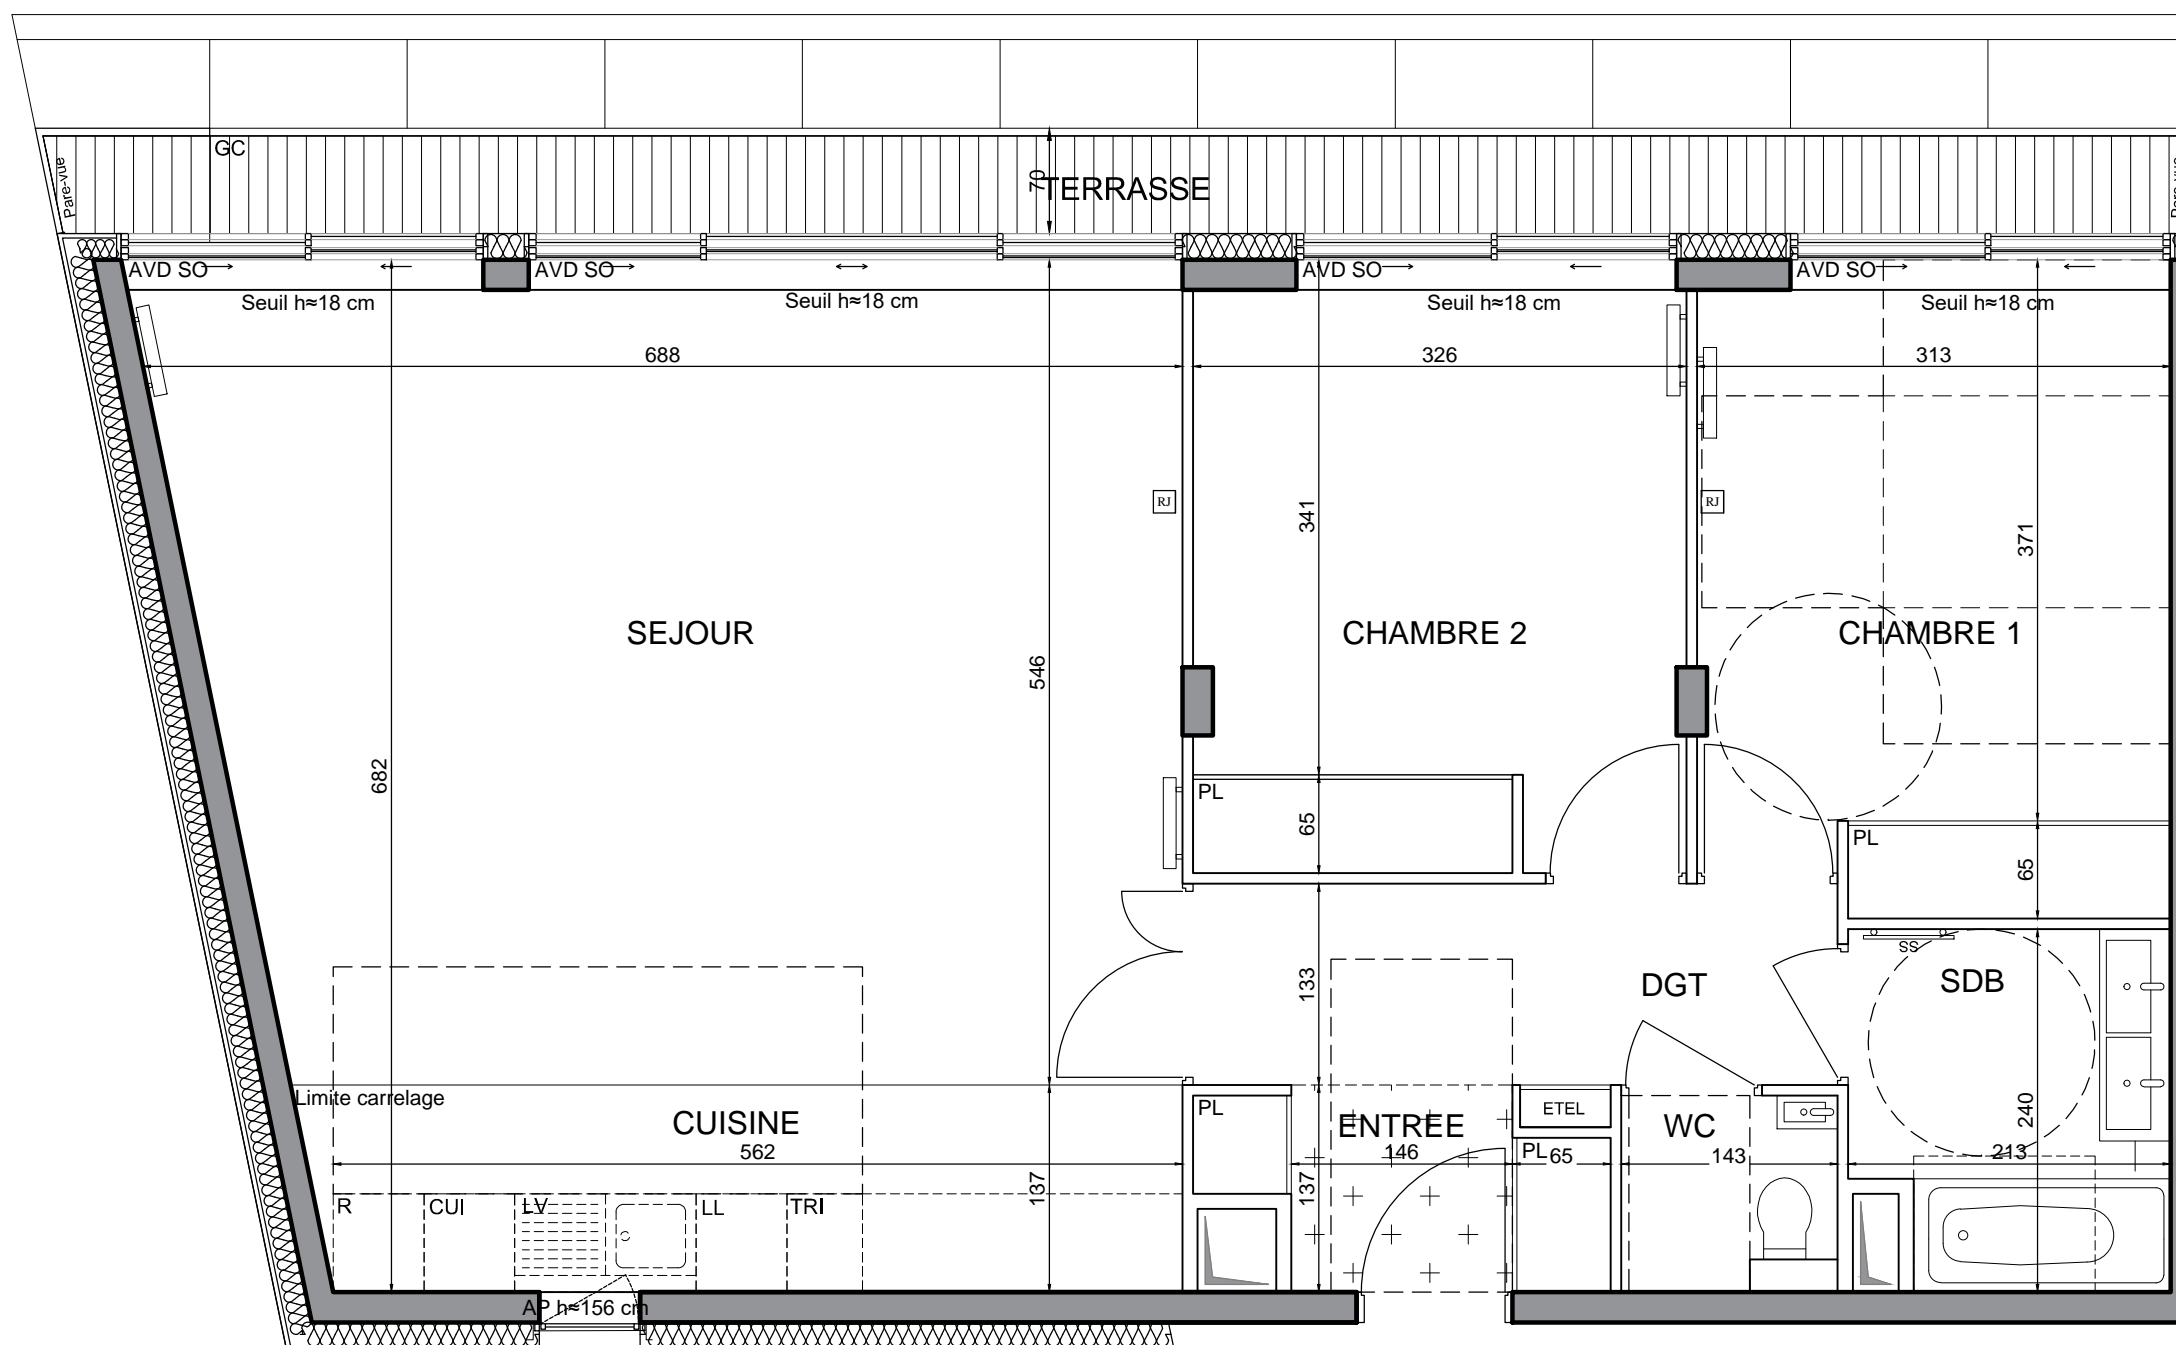 GC
Pare-vue
70
TERRASSE
Pare-vue
AVD SO
AVD SO
AVD SO
AVD SO
Seuil h≈18 cm
Seuil h≈18 cm
Seuil h≈18 cm
Seuil h≈18 cm
688
326
313
RJ
RJ
341
371
SEJOUR
CHAMBRE 2
CHAMBRE 1
546
682
PL
65
PL
65
SS
133
DGT
SDB
Limite carrelage
CUISINE
PL
ENTREE
ETEL
WC
240
562
146
PL
65
143
213
137
137
R
CUI
LV
LL
TRI
AP h≈156 cm